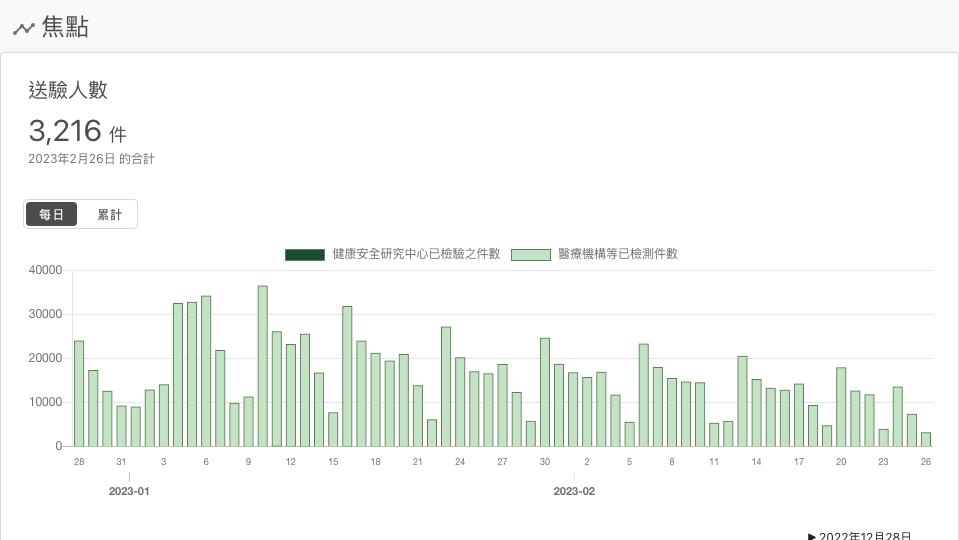 焦點
送驗人數
3,216 件
2023年2月26日 的合計
每日 累計
健康安全研究中心已檢驗之件數 醫療機構等已檢測件數
40000
30000
20000
10000
0
28 31 3 6 9 12 15 18 21 24 27 30 2 5 8 11 14 17 20 23 26
2023-01 2023-02
▶ 2022年12月28日